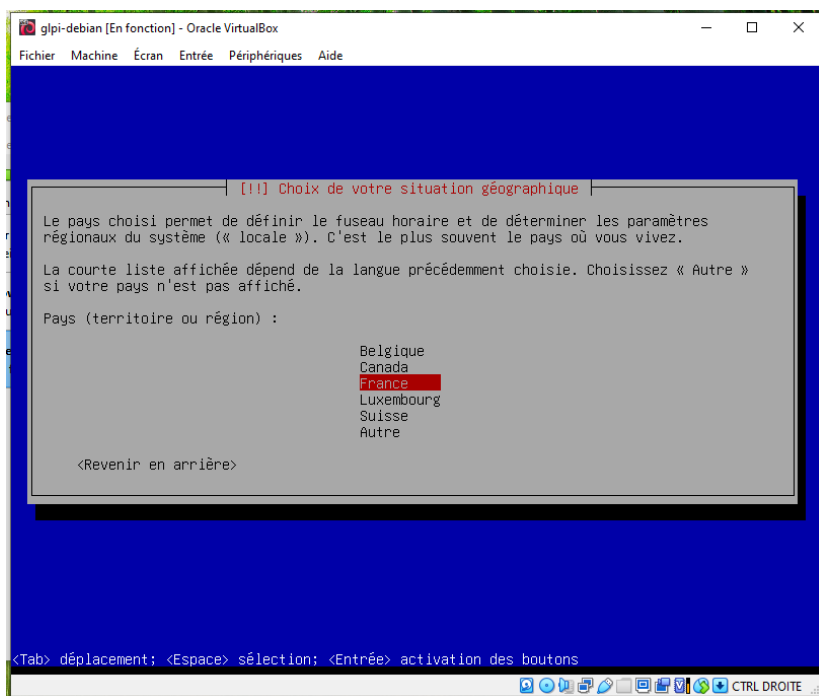 glpi-debian [En fonction] - Oracle VirtualBox
Fichier Machine Écran Entrée Périphériques Aide
[!!] Choix de votre situation géographique
Le pays choisi permet de définir le fuseau horaire et de déterminer les paramètres
régionaux du système (« locale »). C'est le plus souvent le pays où vous vivez.
La courte liste affichée dépend de la langue précédemment choisie. Choisissez « Autre »
si votre pays n'est pas affiché.
Pays (territoire ou région) :
Belgique
Canada
France
Luxembourg
Suisse
Autre
<Revenir en arrière>
<Tab> déplacement; <Espace> sélection; <Entrée> activation des boutons
CTRL DROITE